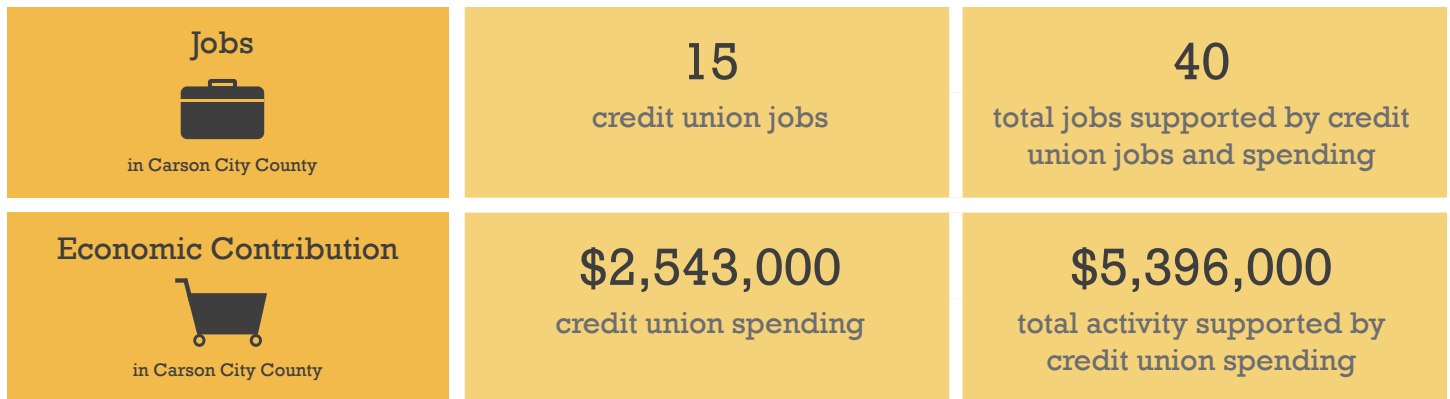 Jobs
in Carson City County
15
credit union jobs
40
total jobs supported by credit
union jobs and spending
Economic Contribution
in Carson City County
$2,543,000
credit union spending
$5,396,000
total activity supported by
credit union spending